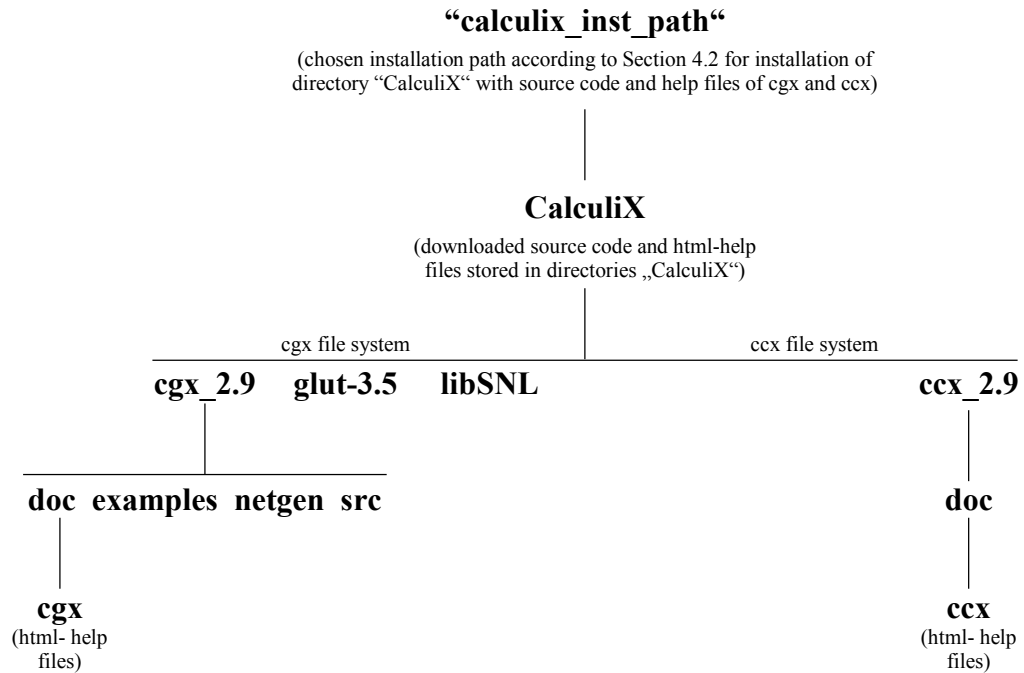 “calculix_inst_path“
(chosen installation path according to Section 4.2 for installation of
directory “CalculiX“ with source code and help files of cgx and ccx)
CalculiX
(downloaded source code and html-help
files stored in directories „CalculiX“)
cgx file system
ccx file system
cgx_2.9 glut-3.5 libSNL
ccx_2.9
doc examples netgen src
doc
cgx
(html- help
files)
ccx
(html- help
files)